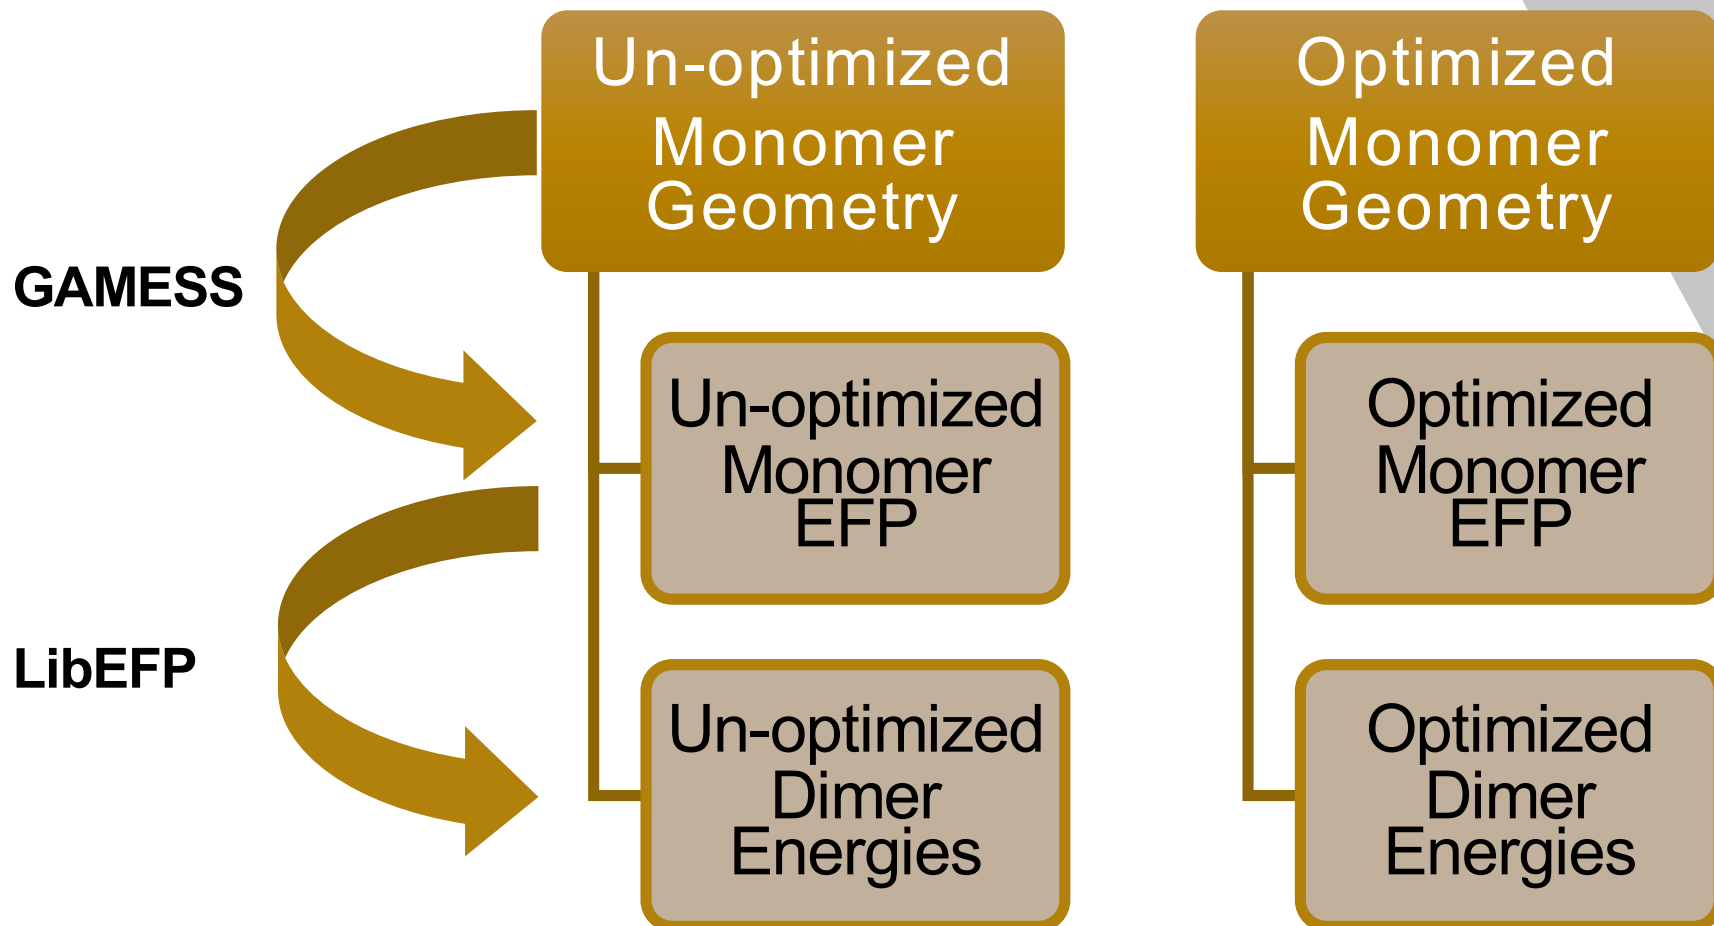 Un-optimized
Monomer
Geometry
Optimized
Monomer
Geometry
GAMESS
Un-optimized
Monomer
EFP
Optimized
Monomer
EFP
LibEFP
Un-optimized
Dimer
Energies
Optimized
Dimer
Energies